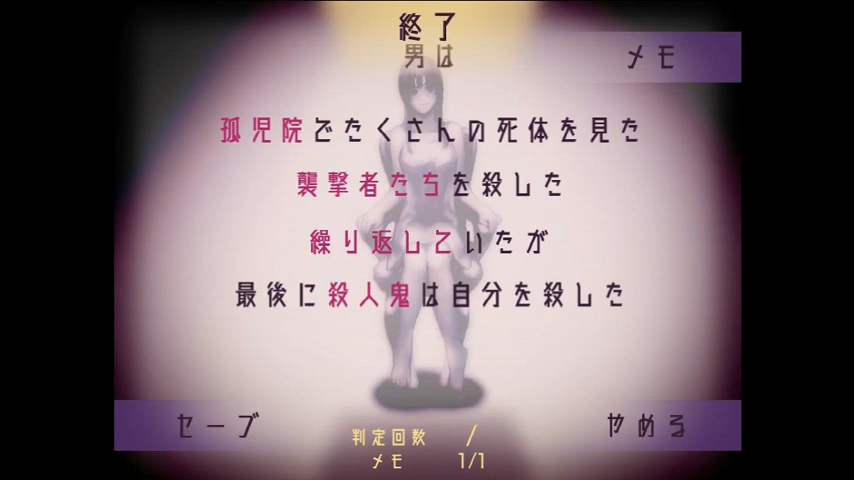 終了
男は
メモ
孤児院でたくさんの死体を見た
襲撃者たちを殺した
繰り返していたが
最後に殺人鬼は自分を殺した
セーブ
やめる
判定回数 /
メモ 1/1